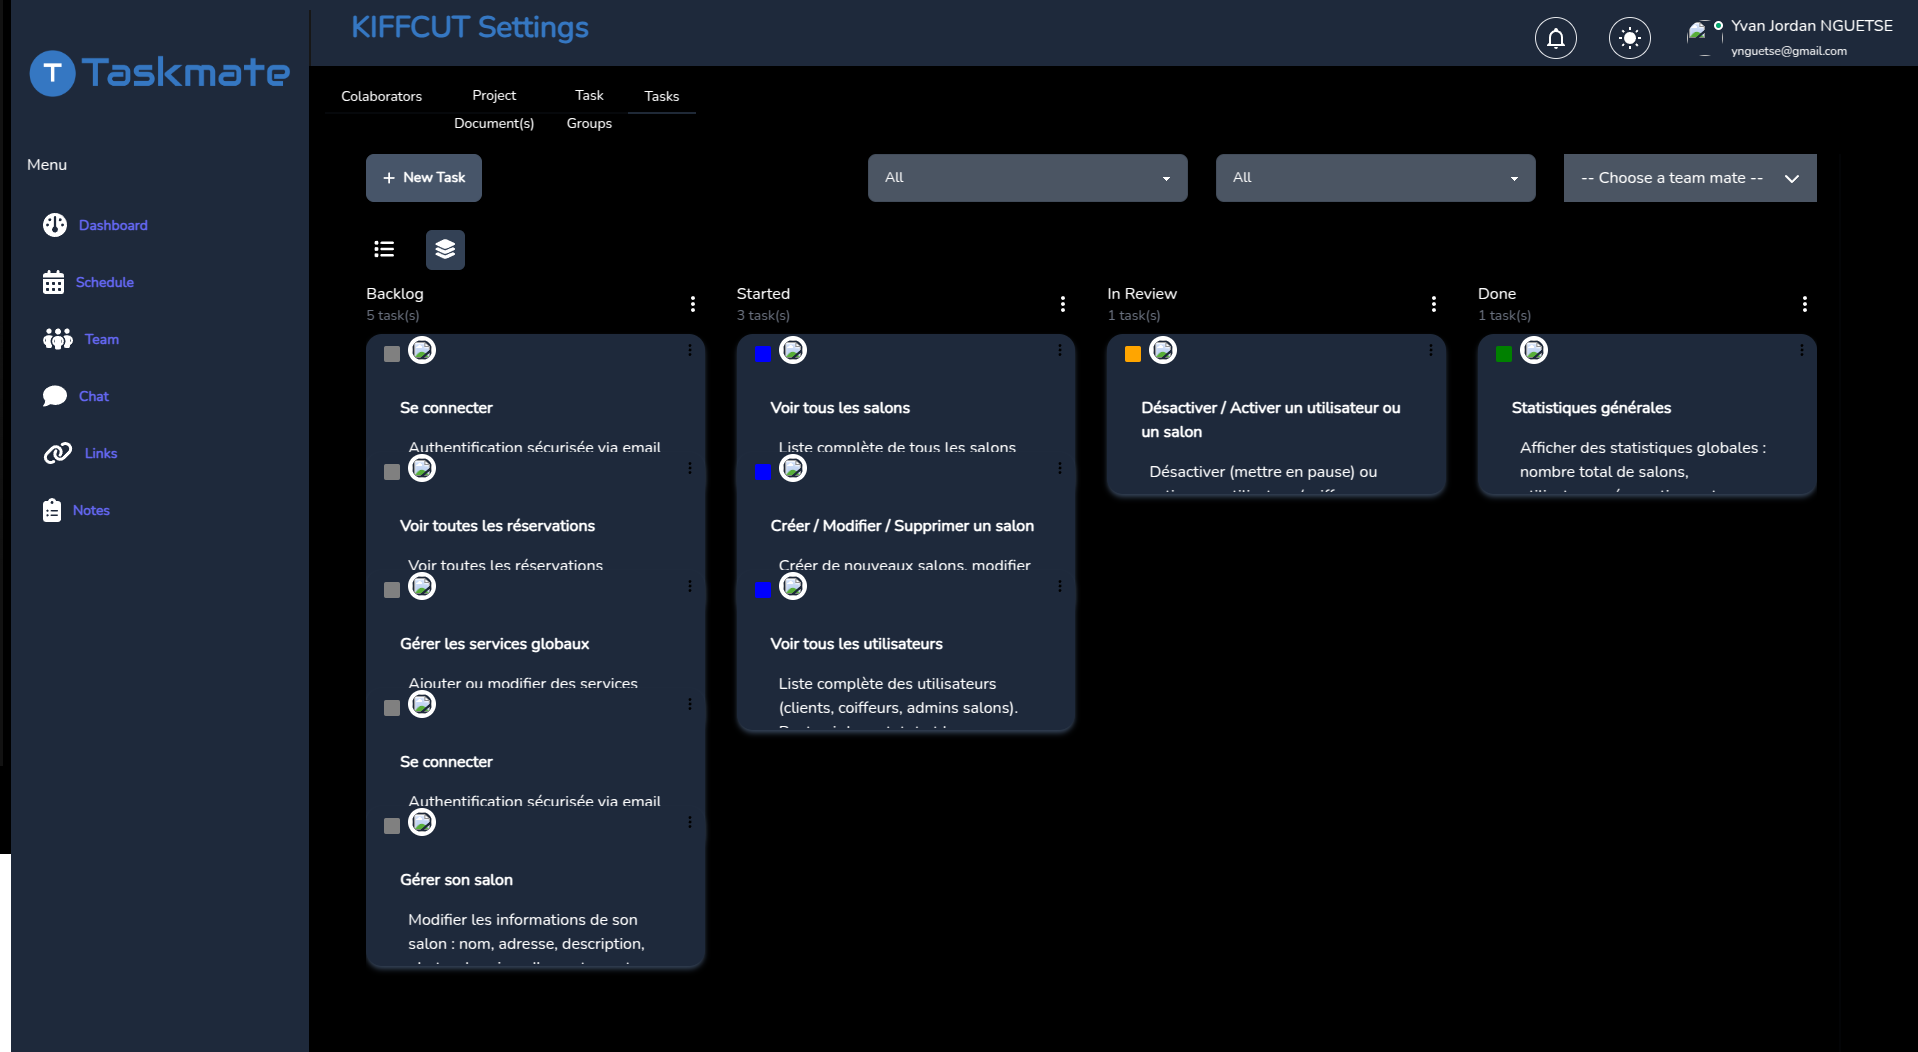 KIFFCUT Settings
Yvan Jordan NGUETSE
ynguetse@gmail.com
T Taskmate
Menu
Dashboard
Schedule
Team
Chat
Links
Notes
Colaborators
Project
Document(s)
Task
Groups
Tasks
+ New Task
All
All
-- Choose a team mate --
Backlog
5 task(s)
Se connecter
Authentification sécurisée via email
Voir toutes les réservations
Voir toutes les réservations
Gérer les services globaux
Ajouter ou modifier des services
Se connecter
Authentification sécurisée via email
Gérer son salon
Modifier les informations de son
salon : nom, adresse, description,
Started
3 task(s)
Voir tous les salons
Liste complète de tous les salons
Créer / Modifier / Supprimer un salon
Créer de nouveaux salons, modifier
Voir tous les utilisateurs
Liste complète des utilisateurs
(clients, coiffeurs, admins salons).
In Review
1 task(s)
Désactiver / Activer un utilisateur ou
un salon
Désactiver (mettre en pause) ou
Done
1 task(s)
Statistiques générales
Afficher des statistiques globales :
nombre total de salons,